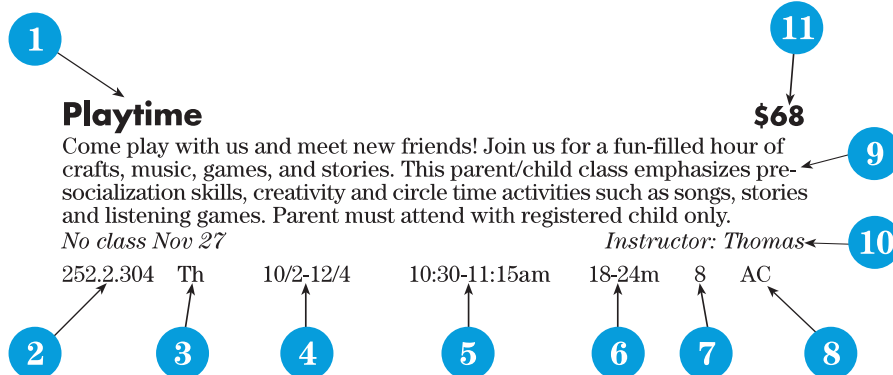 1 11
Playtime $68
Come play with us and meet new friends! Join us for a fun-filled hour of
crafts, music, games, and stories. This parent/child class emphasizes pre-
socialization skills, creativity and circle time activities such as songs, stories
and listening games. Parent must attend with registered child only.
9
No class Nov 27 Instructor: Thomas
10
252.2.304 Th 10/2-12/4 10:30-11:15am 18-24m 8 AC
2 3 4 5 6 7 8